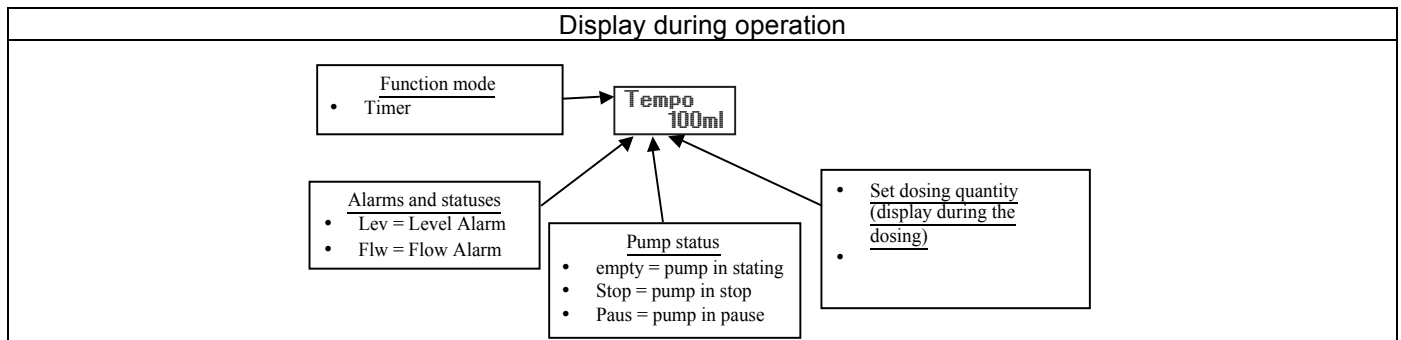 Display during operation
Function mode
• Timer
Tempo
100ml
Alarms and statuses
• Lev = Level Alarm
• Flw = Flow Alarm
Pump status
• empty = pump in stating
• Stop = pump in stop
• Paus = pump in pause
• Set dosing quantity
(display during the
dosing)
•